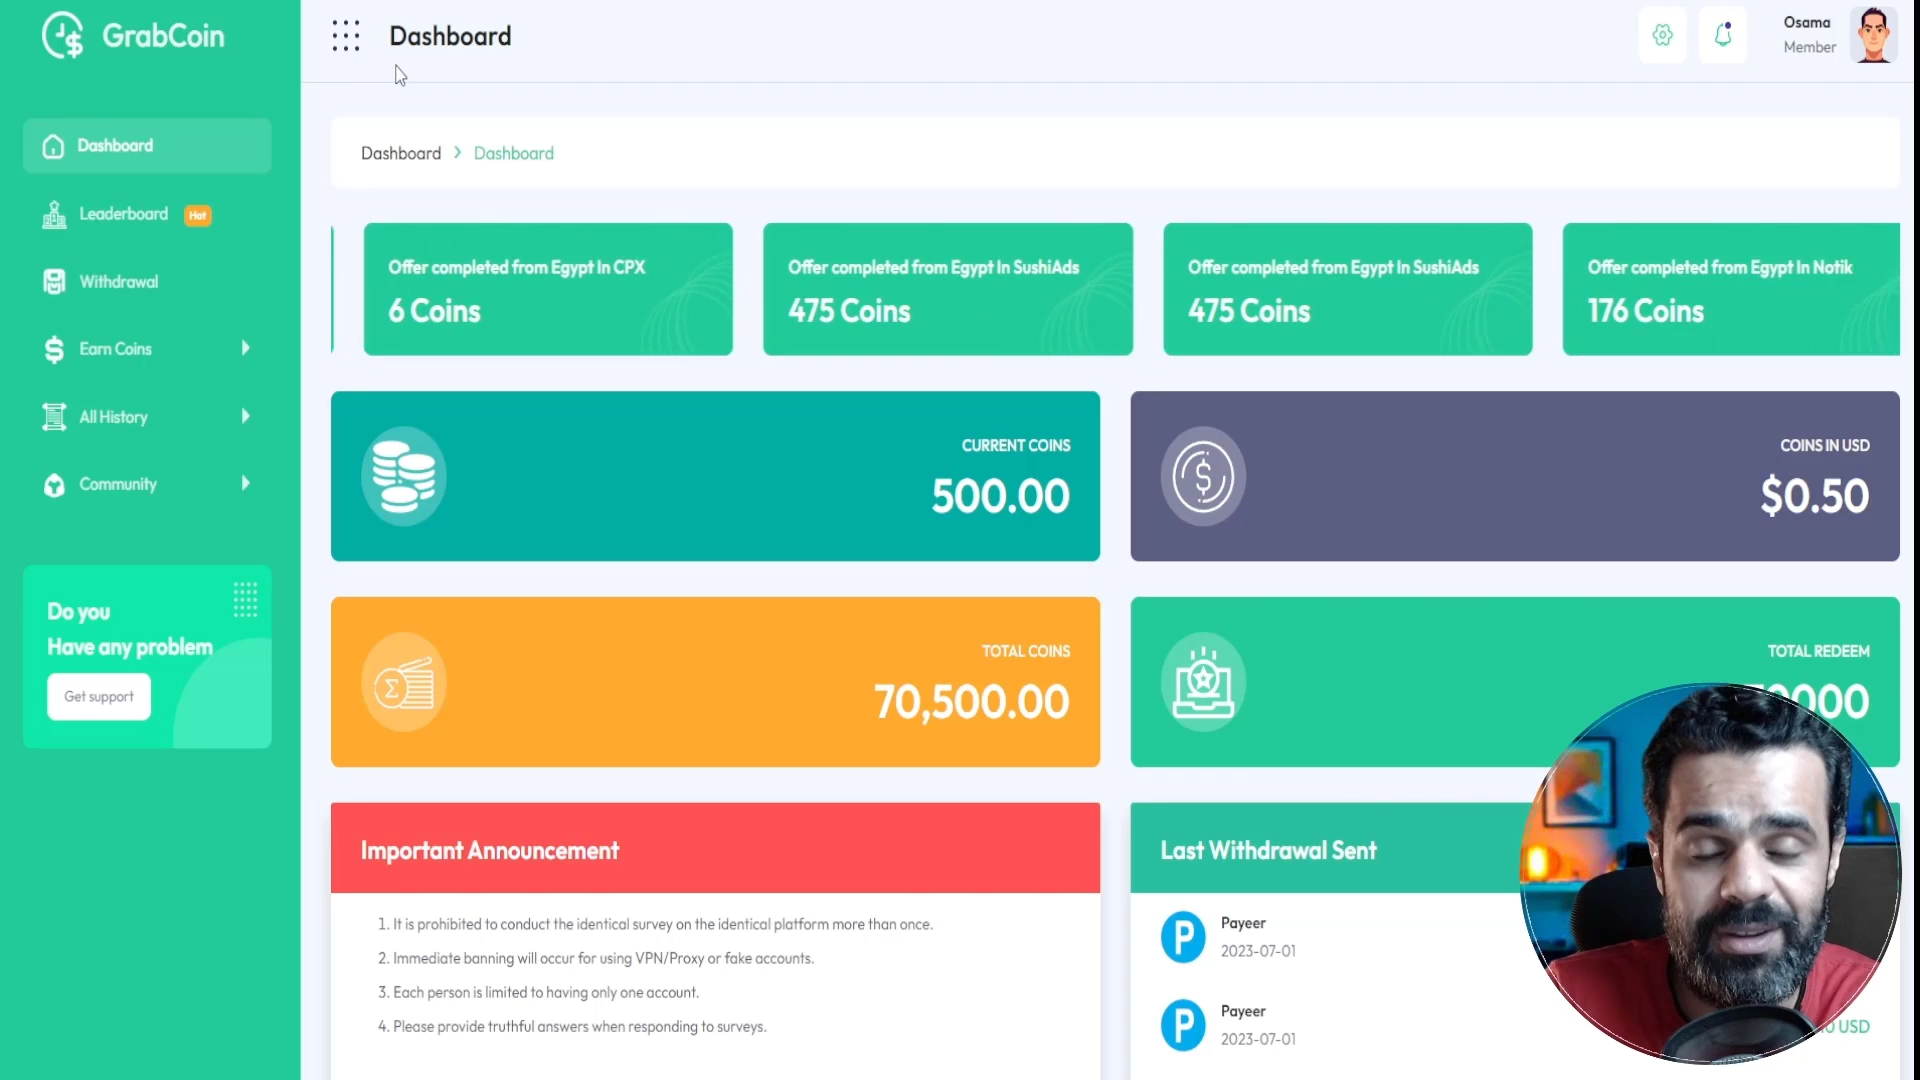 GrabCoin
Dashboard
Osama
Member
Dashboard
Leaderboard Hot
Withdrawal
Earn Coins
All History
Community
Do you
Have any problem
Get support
Dashboard > Dashboard
Offer completed from Egypt In CPX
6 Coins
Offer completed from Egypt In SushiAds
475 Coins
Offer completed from Egypt In SushiAds
475 Coins
Offer completed from Egypt In Notik
176 Coins
CURRENT COINS
500.00
COINS IN USD
$0.50
TOTAL COINS
70,500.00
TOTAL REDEEM
000
Important Announcement
1. It is prohibited to conduct the identical survey on the identical platform more than once.
2. Immediate banning will occur for using VPN/Proxy or fake accounts.
3. Each person is limited to having only one account.
4. Please provide truthful answers when responding to surveys.
Last Withdrawal Sent
Payeer
2023-07-01
Payeer
2023-07-01
USD